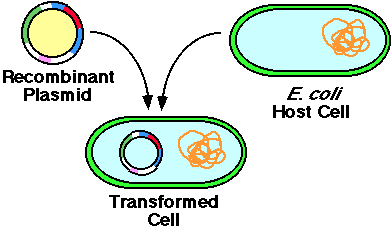 Recombinant
Plasmid
E. coli
Host Cell
Transformed
Cell